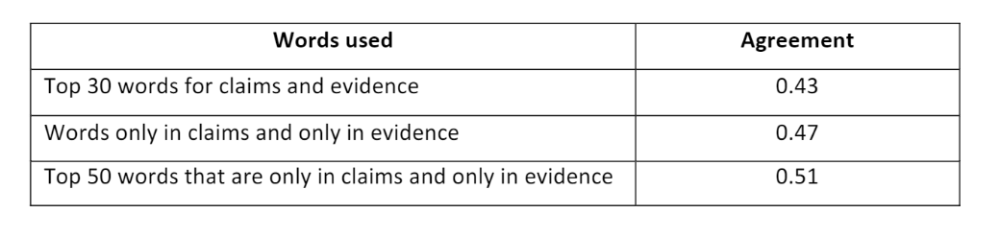 Words used Agreement
Top 30 words for claims and evidence 0.43
Words only in claims and only in evidence 0.47
Top 50 words that are only in claims and only in evidence 0.51